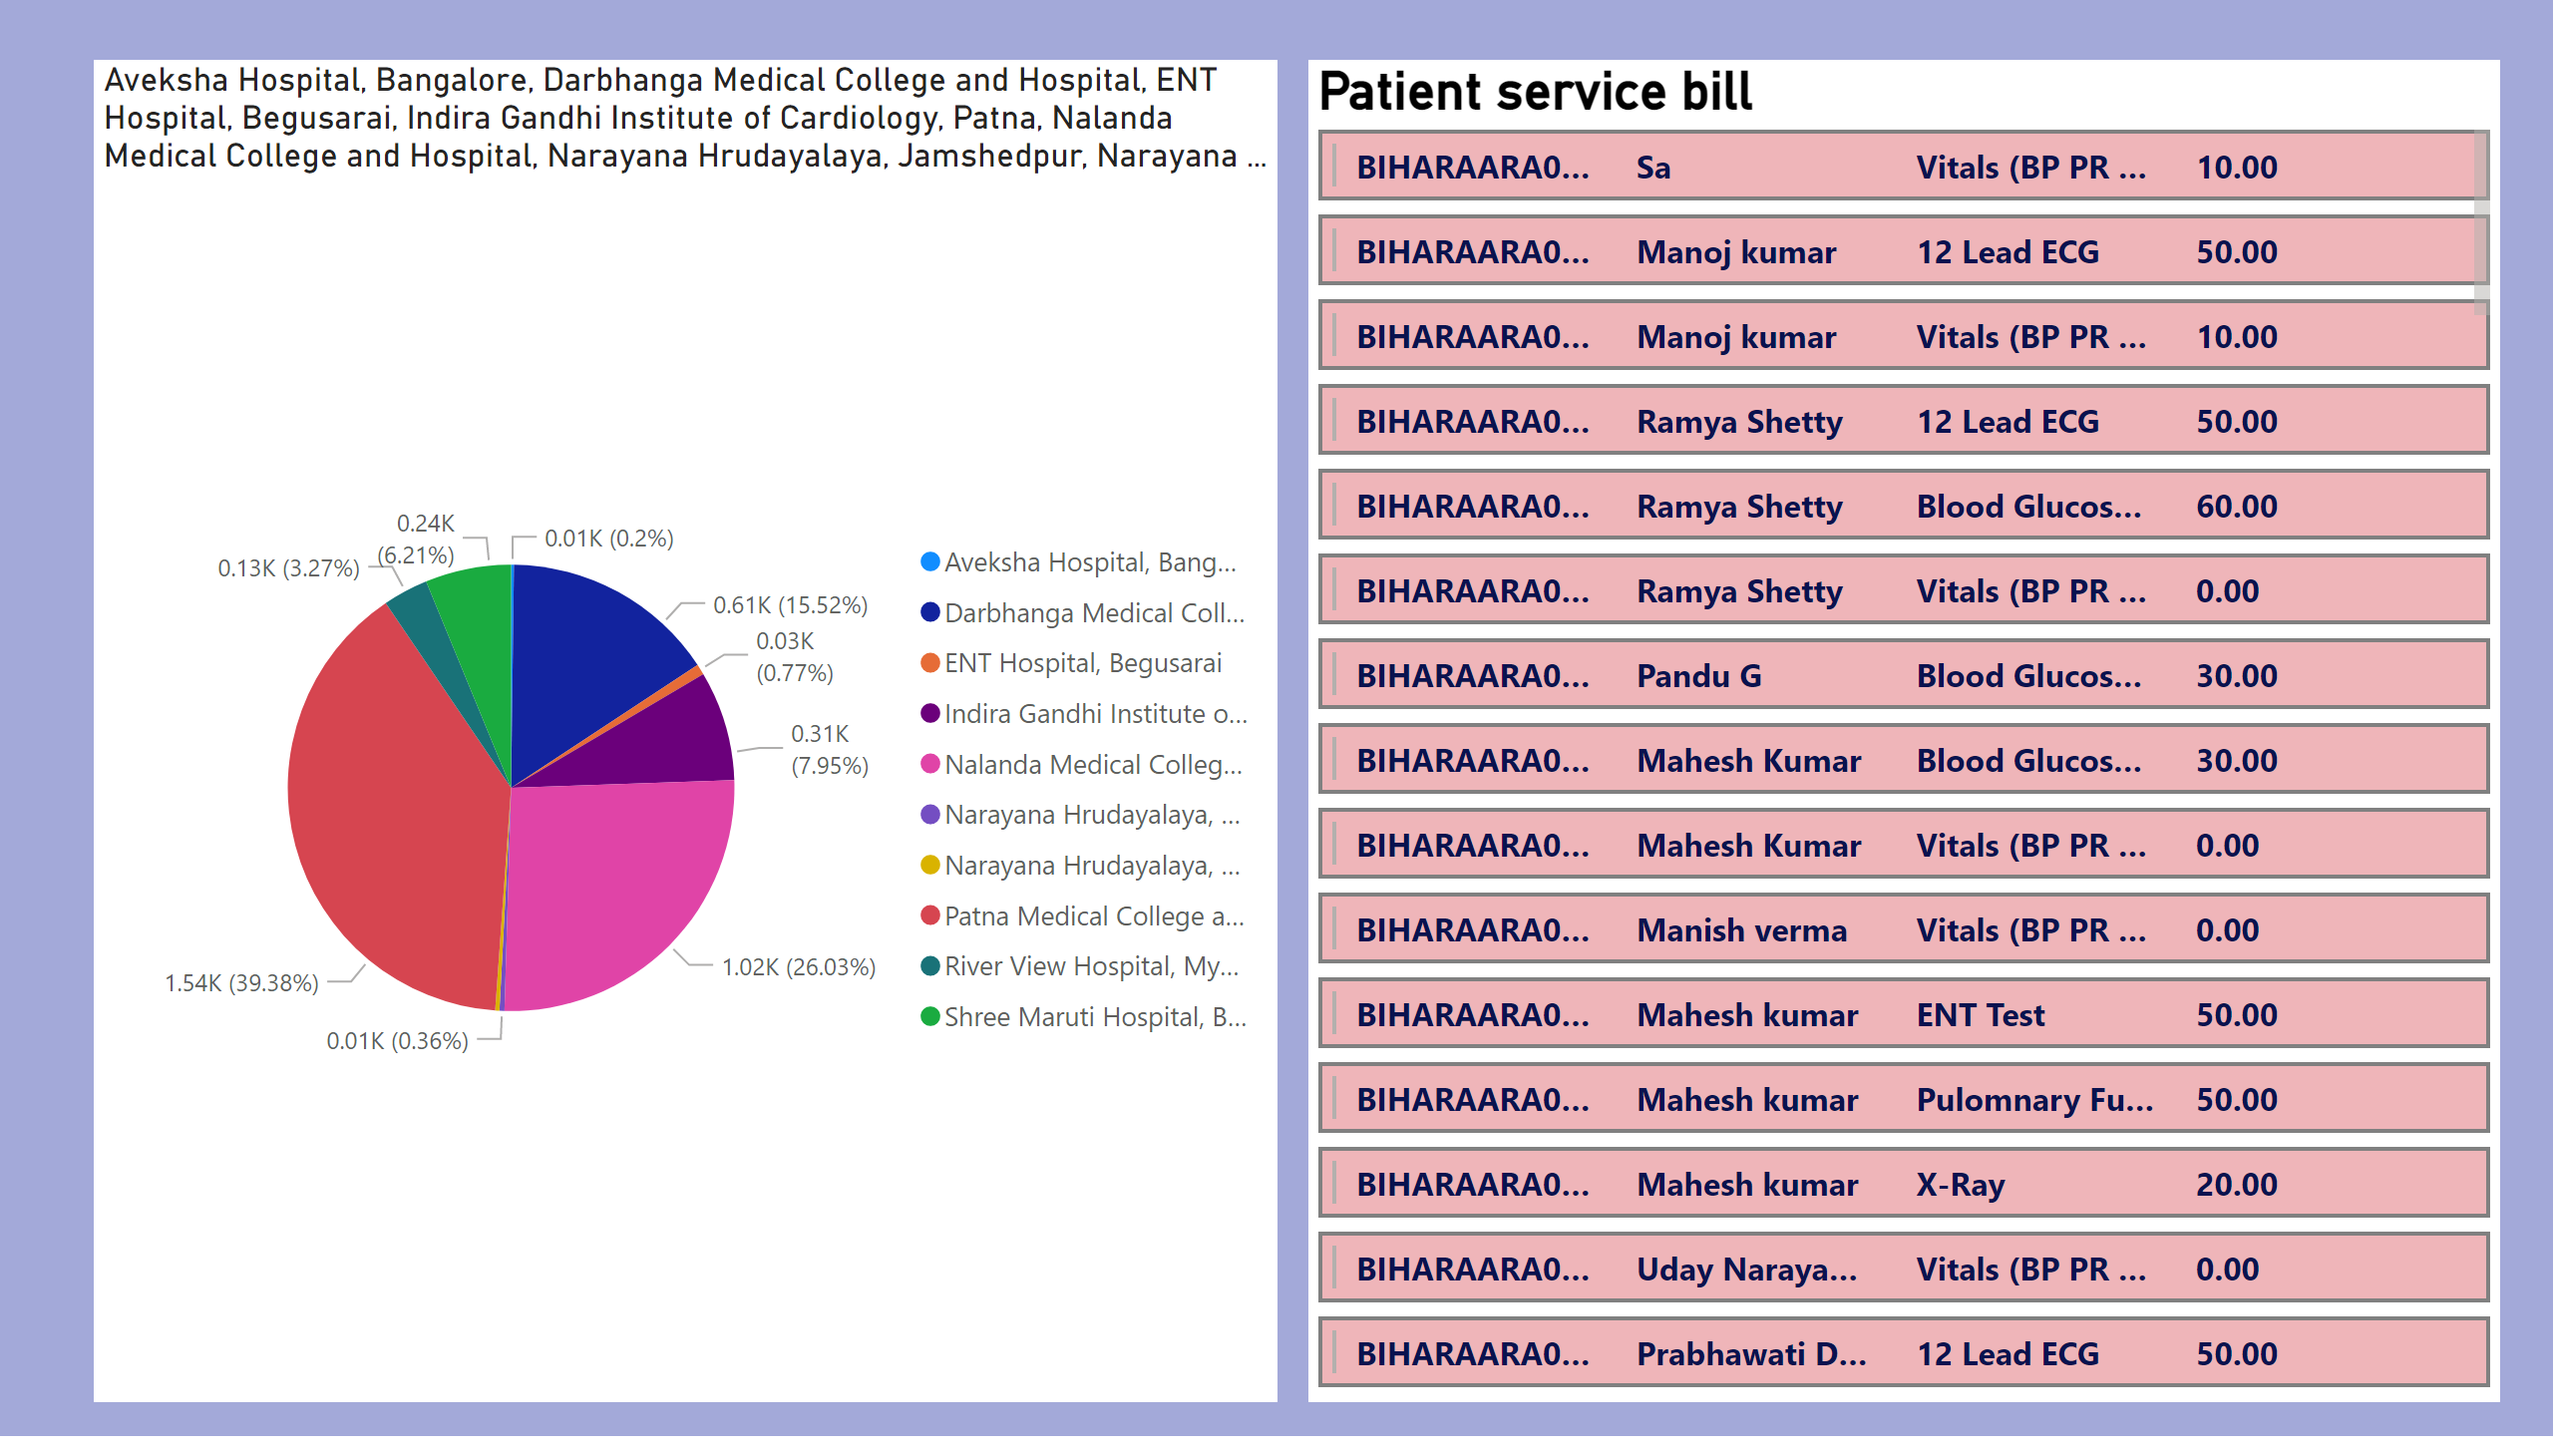 Aveksha Hospital, Bangalore, Darbhanga Medical College and Hospital, ENT
Hospital, Begusarai, Indira Gandhi Institute of Cardiology, Patna, Nalanda
Medical College and Hospital, Narayana Hrudayalaya, Jamshedpur, Narayana ...
0.24K
(6.21%)
0.01K (0.2%)
0.13K (3.27%)
0.61K (15.52%)
0.03K
(0.77%)
0.31K
(7.95%)
1.02K (26.03%)
1.54K (39.38%)
0.01K (0.36%)
Aveksha Hospital, Bang...
Darbhanga Medical Coll...
ENT Hospital, Begusarai
Indira Gandhi Institute o...
Nalanda Medical Colleg...
Narayana Hrudayalaya, ...
Narayana Hrudayalaya, ...
Patna Medical College a...
River View Hospital, My...
Shree Maruti Hospital, B...
Patient service bill
BIHARAARA0... Sa Vitals (BP PR ... 10.00
BIHARAARA0... Manoj kumar 12 Lead ECG 50.00
BIHARAARA0... Manoj kumar Vitals (BP PR ... 10.00
BIHARAARA0... Ramya Shetty 12 Lead ECG 50.00
BIHARAARA0... Ramya Shetty Blood Glucos... 60.00
BIHARAARA0... Ramya Shetty Vitals (BP PR ... 0.00
BIHARAARA0... Pandu G Blood Glucos... 30.00
BIHARAARA0... Mahesh Kumar Blood Glucos... 30.00
BIHARAARA0... Mahesh Kumar Vitals (BP PR ... 0.00
BIHARAARA0... Manish verma Vitals (BP PR ... 0.00
BIHARAARA0... Mahesh kumar ENT Test 50.00
BIHARAARA0... Mahesh kumar Pulomnary Fu... 50.00
BIHARAARA0... Mahesh kumar X-Ray 20.00
BIHARAARA0... Uday Naraya... Vitals (BP PR ... 0.00
BIHARAARA0... Prabhawati D... 12 Lead ECG 50.00